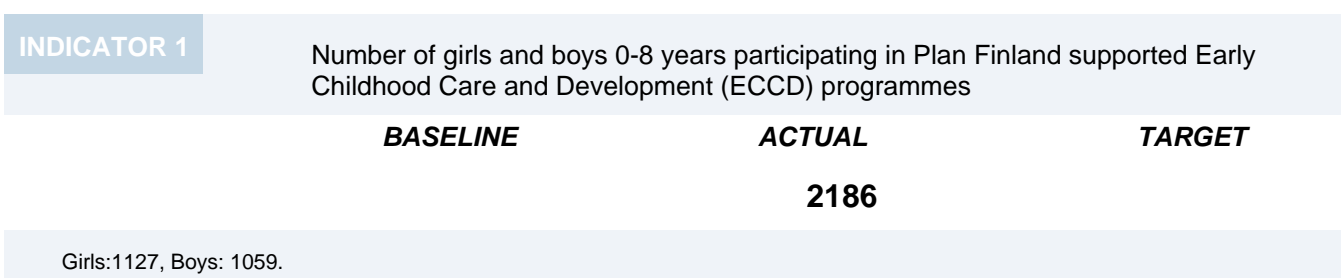 INDICATOR 1
Number of girls and boys 0-8 years participating in Plan Finland supported Early
Childhood Care and Development (ECCD) programmes
BASELINE ACTUAL TARGET
2186
Girls:1127, Boys: 1059.